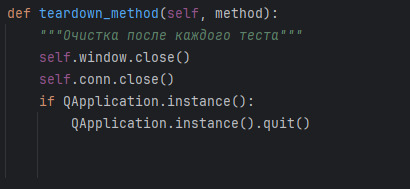 def teardown_method(self, method):
    """Очистка после каждого теста"""
    self.window.close()
    self.conn.close()
    if QApplication.instance():
        QApplication.instance().quit()